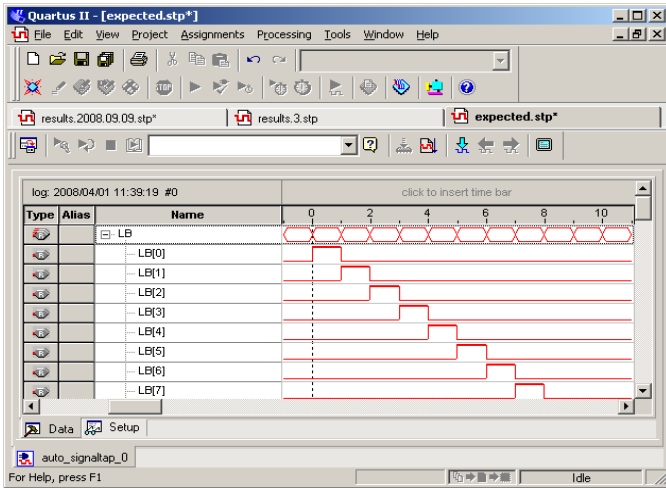 Quartus II - [expected.stp*]
File Edit View Project Assignments Processing Tools Window Help
results.2008.09.09.stp* results.3.stp expected.stp*
log: 2008/04/01 11:39:19 #0 click to insert time bar
Type Alias Name 0 2 4 6 8 10
LB
LB[0]
LB[1]
LB[2]
LB[3]
LB[4]
LB[5]
LB[6]
LB[7]
Data Setup
auto_signaltap_0
For Help, press F1 Idle